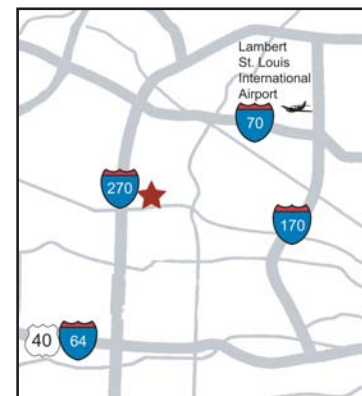 Lambert
St. Louis
International
Airport
70
270
170
40
64